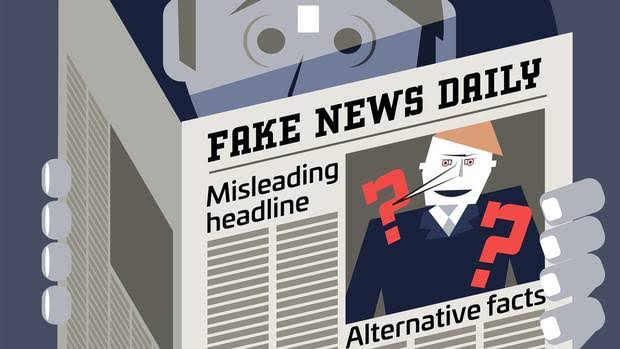 FAKE NEWS DAILY
Misleading
headline
? ?
Alternative facts